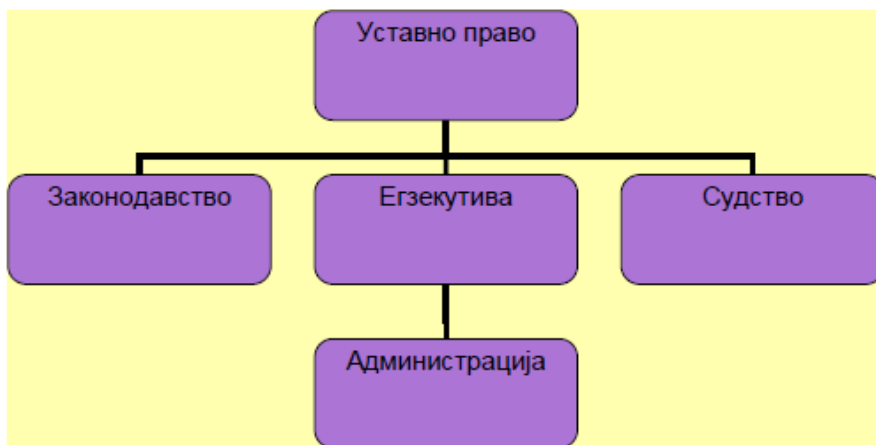 Уставно право
Законодавство
Егзекутива
Судство
Администрација